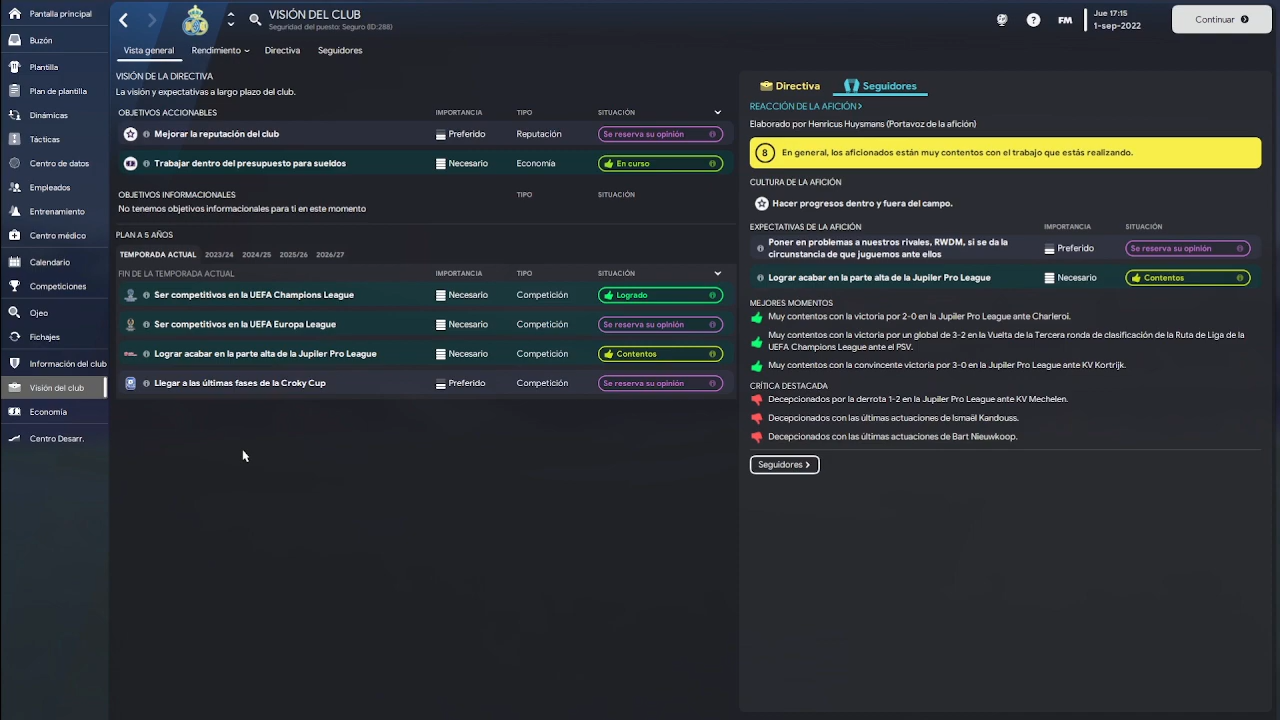 Pantalla principal
Buzón
Plantilla
Plan de plantilla
Dinámicas
Tácticas
Centro de datos
Empleados
Entrenamiento
Centro médico
Calendario
Competiciones
Ojeo
Fichajes
Información del club
Visión del club
Economía
Centro Desarr.
VISIÓN DEL CLUB
Seguridad del puesto: Seguro (ID:288)
FM
Jue 17:15
1-sep-2022
Continuar
Vista general
Rendimiento
Directiva
Seguidores
VISIÓN DE LA DIRECTIVA
La visión y expectativas a largo plazo del club.
OBJETIVOS ACCIONABLES IMPORTANCIA TIPO SITUACIÓN
Mejorar la reputación del club Preferido Reputación Se reserva su opinión
Trabajar dentro del presupuesto para sueldos Necesario Economía En curso
OBJETIVOS INFORMACIONALES TIPO SITUACIÓN
No tenemos objetivos informacionales para ti en este momento
PLAN A 5 AÑOS
TEMPORADA ACTUAL 2023/24 2024/25 2025/26 2026/27
FIN DE LA TEMPORADA ACTUAL IMPORTANCIA TIPO SITUACIÓN
Ser competitivos en la UEFA Champions League Necesario Competición Logrado
Ser competitivos en la UEFA Europa League Necesario Competición Se reserva su opinión
Lograr acabar en la parte alta de la Jupiler Pro League Necesario Competición Contentos
Llegar a las últimas fases de la Croky Cup Preferido Competición Se reserva su opinión
Directiva Seguidores
REACCIÓN DE LA AFICIÓN
Elaborado por Henricus Huysmans (Portavoz de la afición)
8 En general, los aficionados están muy contentos con el trabajo que estás realizando.
CULTURA DE LA AFICIÓN
Hacer progresos dentro y fuera del campo.
EXPECTATIVAS DE LA AFICIÓN IMPORTANCIA SITUACIÓN
Poner en problemas a nuestros rivales, RWDM, si se da la
circunstancia de que juguemos ante ellos Preferido Se reserva su opinión
Lograr acabar en la parte alta de la Jupiler Pro League Necesario Contentos
MEJORES MOMENTOS
Muy contentos con la victoria por 2-0 en la Jupiler Pro League ante Charleroi.
Muy contentos con la victoria por un global de 3-2 en la Vuelta de la Tercera ronda de clasificación de la Ruta de Liga de la
UEFA Champions League ante el PSV.
Muy contentos con la convincente victoria por 3-0 en la Jupiler Pro League ante KV Kortrijk.
CRÍTICA DESTACADA
Decepcionados por la derrota 1-2 en la Jupiler Pro League ante KV Mechelen.
Decepcionados con las últimas actuaciones de Ismaël Kandouss.
Decepcionados con las últimas actuaciones de Bart Nieuwkoop.
Seguidores